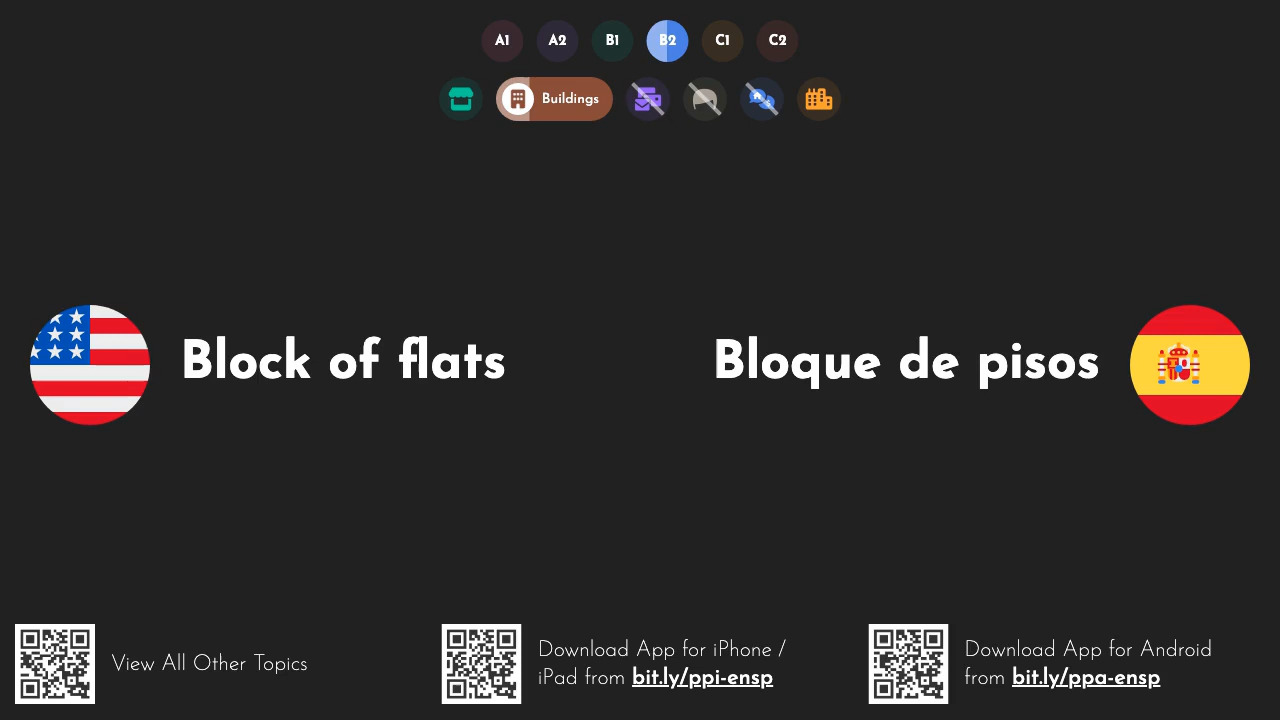 A1 A2 B1 B2 C1 C2
Buildings
Block of flats
Bloque de pisos
View All Other Topics
Download App for iPhone /
iPad from bit.ly/ppi-ensp
Download App for Android
from bit.ly/ppa-ensp